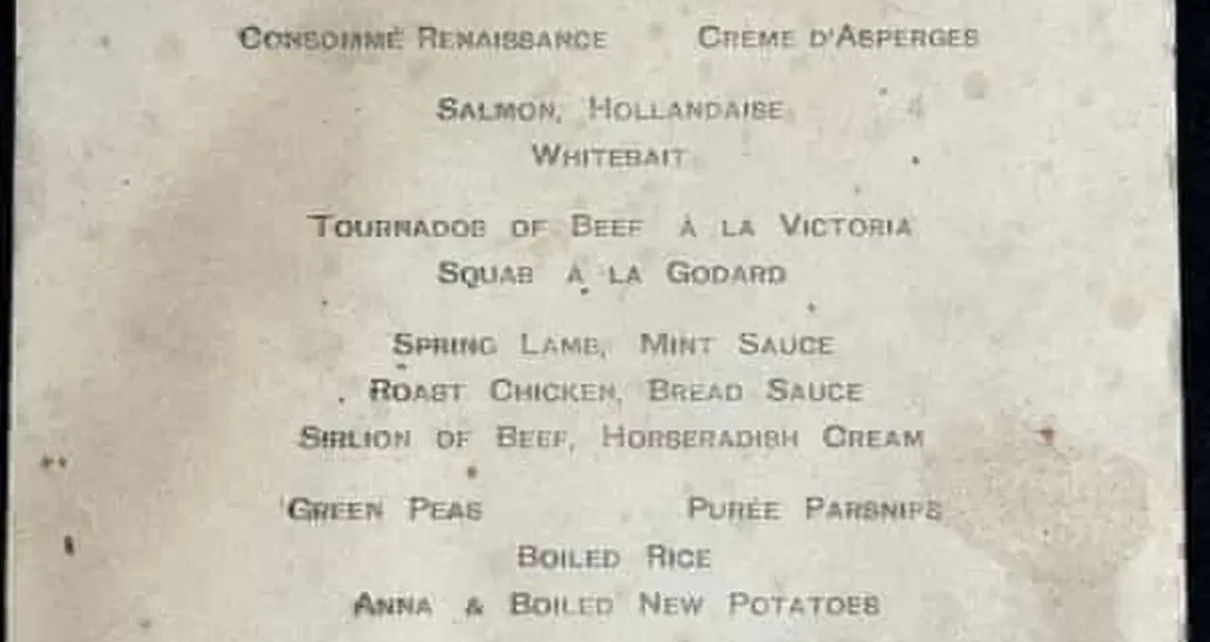 CONSOMMÉ RENAISSANCE CRÈME D'ASPERGES
SALMON, HOLLANDAISE
WHITEBAIT
TOURNADOS OF BEEF À LA VICTORIA
SQUAB À LA GODARD
SPRING LAMB, MINT SAUCE
ROAST CHICKEN, BREAD SAUCE
SIRLION OF BEEF, HORSERADISH CREAM
GREEN PEAS PURÉE PARSNIPS
BOILED RICE
ANNA & BOILED NEW POTATOES